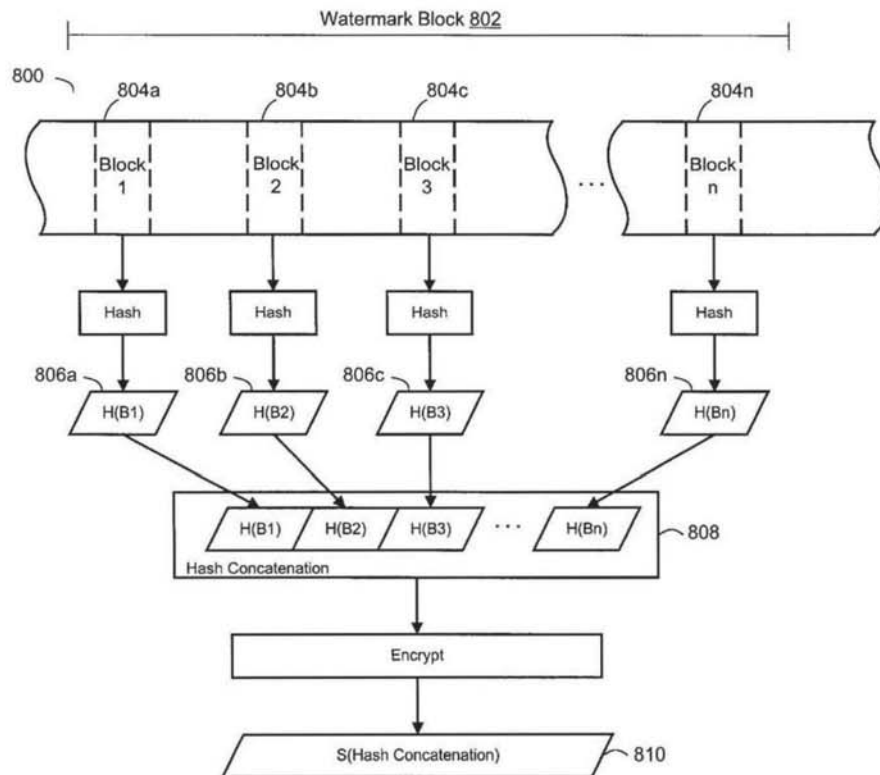 Watermark Block 802
800
804a
804b
804c
804n
Block
1
Block
2
Block
3
...
Block
n
Hash
Hash
Hash
Hash
806a
806b
806c
806n
H(B1)
H(B2)
H(B3)
H(Bn)
H(B1)
H(B2)
H(B3)
...
H(Bn)
808
Hash Concatenation
Encrypt
S(Hash Concatenation)
810